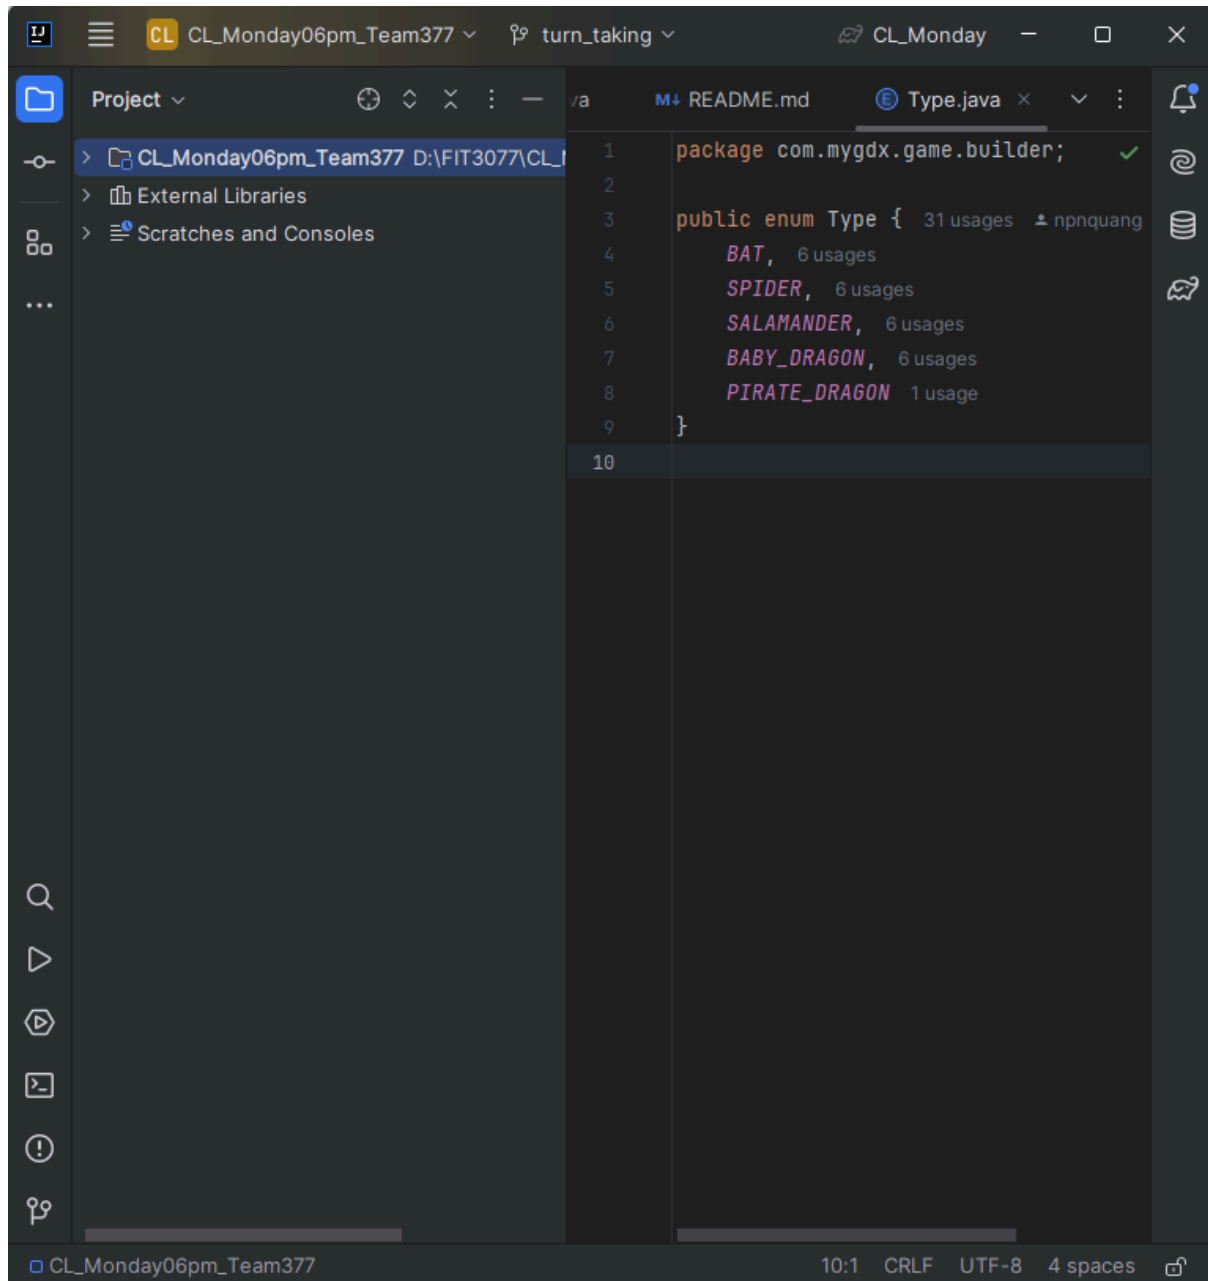 IJ CL CL_Monday06pm_Team377 turn_taking CL_Monday
Project
CL_Monday06pm_Team377 D:\FIT3077\CL_
External Libraries
Scratches and Consoles
va M↓ README.md E Type.java
1 package com.mygdx.game.builder;
2
3 public enum Type { 31 usages npnquang
4 BAT, 6 usages
5 SPIDER, 6 usages
6 SALAMANDER, 6 usages
7 BABY_DRAGON, 6 usages
8 PIRATE_DRAGON 1 usage
9 }
10
CL_Monday06pm_Team377 10:1 CRLF UTF-8 4 spaces